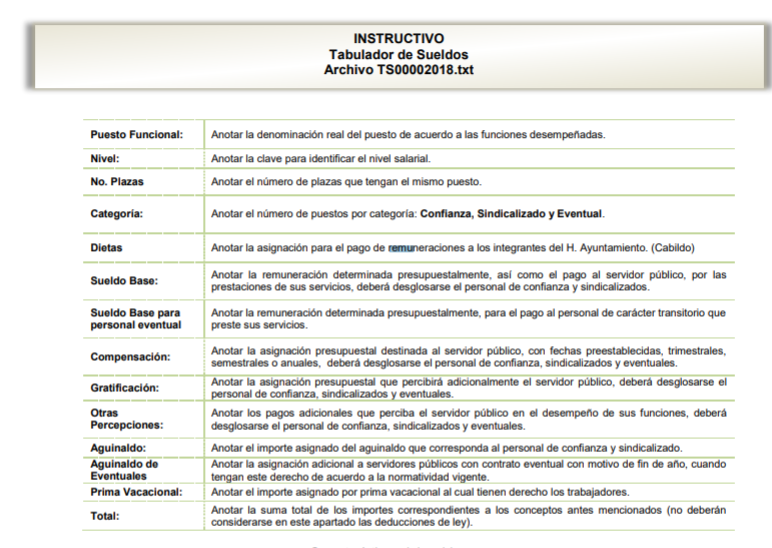 INSTRUCTIVO
Tabulador de Sueldos
Archivo TS00002018.txt
Puesto Funcional: Anotar la denominación real del puesto de acuerdo a las funciones desempeñadas.
Nivel: Anotar la clave para identificar el nivel salarial.
No. Plazas Anotar el número de plazas que tengan el mismo puesto.
Categoría: Anotar el número de puestos por categoría: Confianza, Sindicalizado y Eventual.
Dietas Anotar la asignación para el pago de remuneraciones a los integrantes del H. Ayuntamiento. (Cabildo)
Sueldo Base: Anotar la remuneración determinada presupuestalmente, así como el pago al servidor público, por las
prestaciones de sus servicios, deberá desglosarse el personal de confianza y sindicalizados.
Sueldo Base para
personal eventual
Anotar la remuneración determinada presupuestalmente, para el pago al personal de carácter transitorio que
preste sus servicios.
Compensación: Anotar la asignación presupuestal destinada al servidor público, con fechas preestablecidas, trimestrales,
semestrales o anuales, deberá desglosarse el personal de confianza, sindicalizados y eventuales.
Gratificación: Anotar la asignación presupuestal que percibirá adicionalmente el servidor público, deberá desglosarse el
personal de confianza, sindicalizados y eventuales.
Otras
Percepciones:
Anotar los pagos adicionales que perciba el servidor público en el desempeño de sus funciones, deberá
desglosarse el personal de confianza, sindicalizados y eventuales.
Aguinaldo: Anotar el importe asignado del aguinaldo que corresponda al personal de confianza y sindicalizado.
Aguinaldo de
Eventuales
Anotar la asignación adicional a servidores públicos con contrato eventual con motivo de fin de año, cuando
tengan este derecho de acuerdo a la normatividad vigente.
Prima Vacacional: Anotar el importe asignado por prima vacacional al cual tienen derecho los trabajadores.
Total: Anotar la suma total de los importes correspondientes a los conceptos antes mencionados (no deberán
considerarse en este apartado las deducciones de ley).